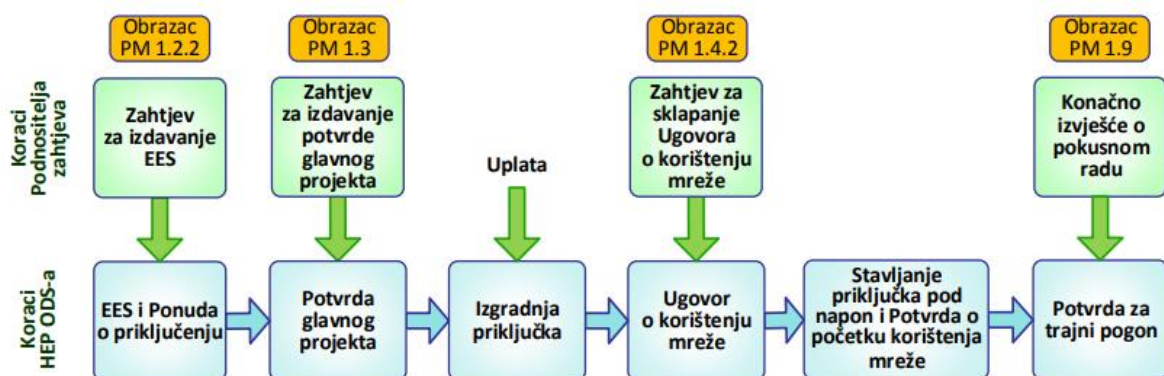 Obrazac
PM 1.2.2
Obrazac
PM 1.3
Obrazac
PM 1.4.2
Obrazac
PM 1.9
Koraci
Podnositelja
zahtjeva
Zahtjev
za izdavanje
EES
Zahtjev
za izdavanje
potvrde
glavnog
projekta
Uplata
Zahtjev za
sklapanje
Ugovora
o korištenju
mreže
Konačno
izvješće o
pokusnom
radu
Koraci
HEP ODS-a
EES i Ponuda
o priključenju
Potvrda
glavnog
projekta
Izgradnja
priključka
Ugovor
o korištenju
mreže
Stavljanje
priključka pod
napon i Potvrda o
početku korištenja
mreže
Potvrda za
trajni pogon